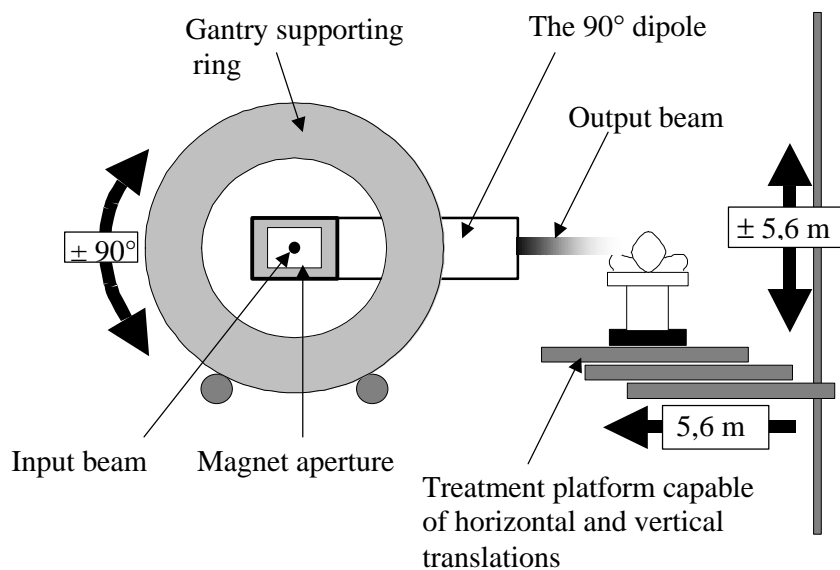 Gantry supporting
ring
The 90° dipole
Output beam
± 90°
± 5,6 m
5,6 m
Input beam
Magnet aperture
Treatment platform capable
of horizontal and vertical
translations